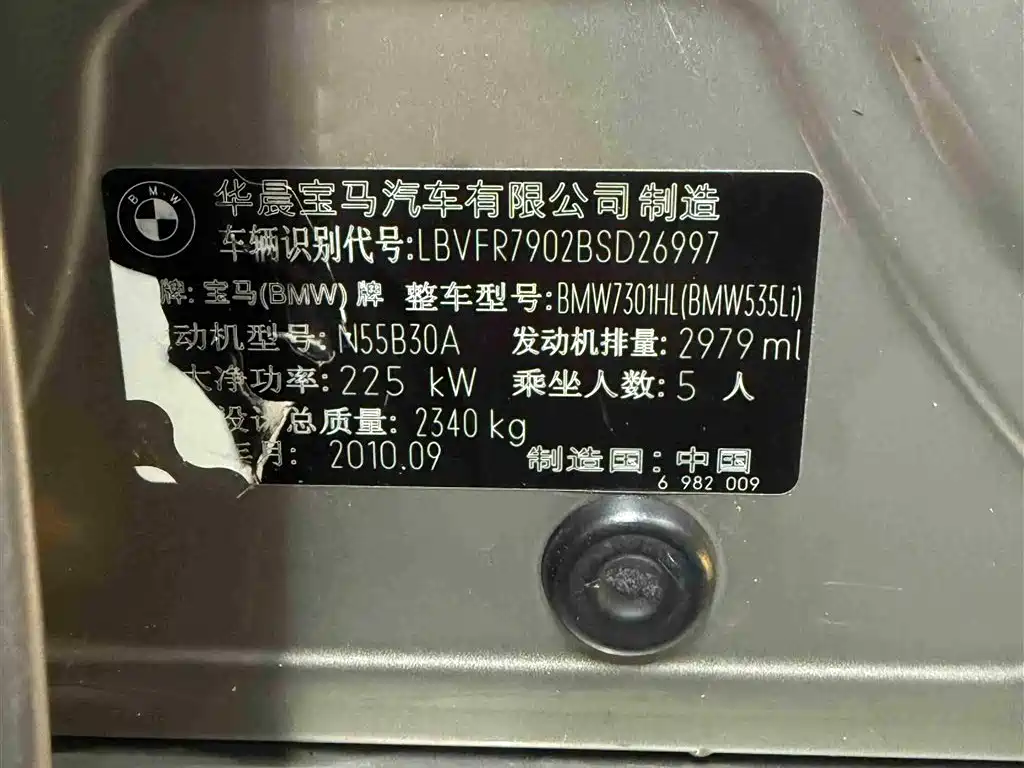 BMW
华晨宝马汽车有限公司 制造
车辆识别代号:LBVFR7902BSD26997
牌: 宝马(BMW) 牌 整车型号:BMW7301HL(BMW535Li)
动机型号: N55B30A 发动机排量: 2979 ml
大净功率: 225 kW 乘坐人数: 5 人
设计总质量: 2340 kg
年月: 2010.09 制造国: 中国
6 982 009